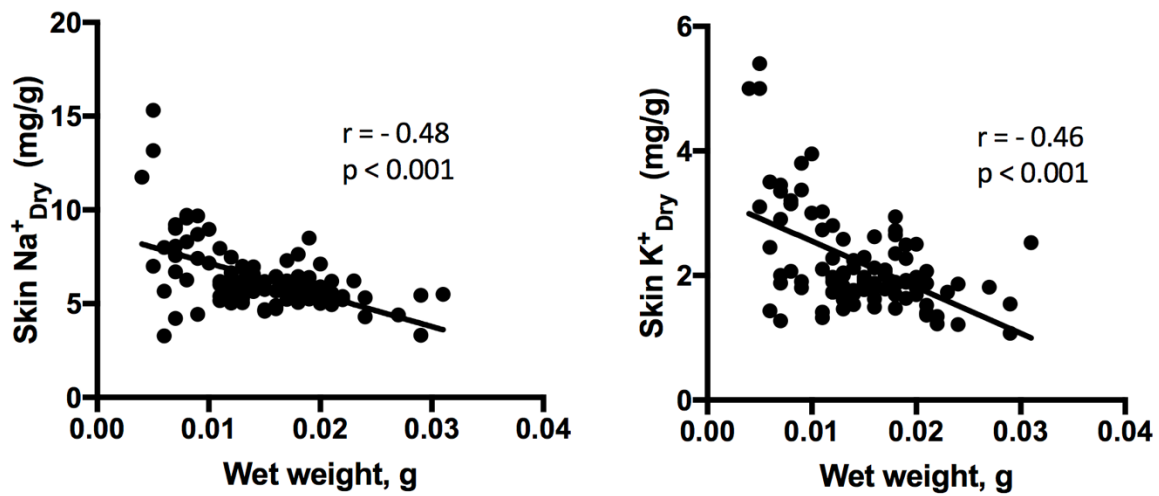 20
15
10
5
0
Skin Na⁺Dry (mg/g)
r = - 0.48
p < 0.001
0.00 0.01 0.02 0.03 0.04
Wet weight, g
6
4
2
0
Skin K⁺Dry (mg/g)
r = - 0.46
p < 0.001
0.00 0.01 0.02 0.03 0.04
Wet weight, g